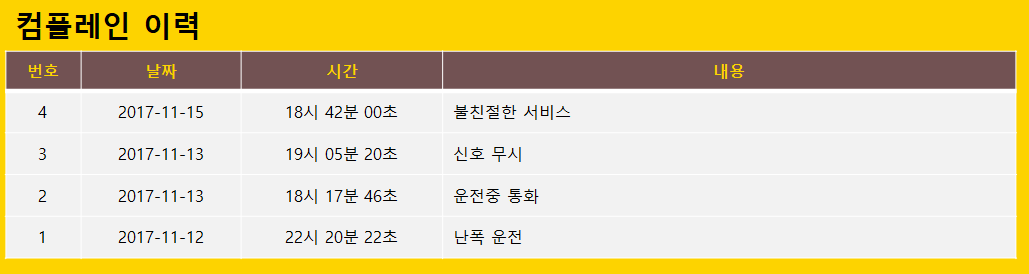 컴플레인 이력
번호 날짜 시간 내용
4 2017-11-15 18시 42분 00초 불친절한 서비스
3 2017-11-13 19시 05분 20초 신호 무시
2 2017-11-13 18시 17분 46초 운전중 통화
1 2017-11-12 22시 20분 22초 난폭 운전